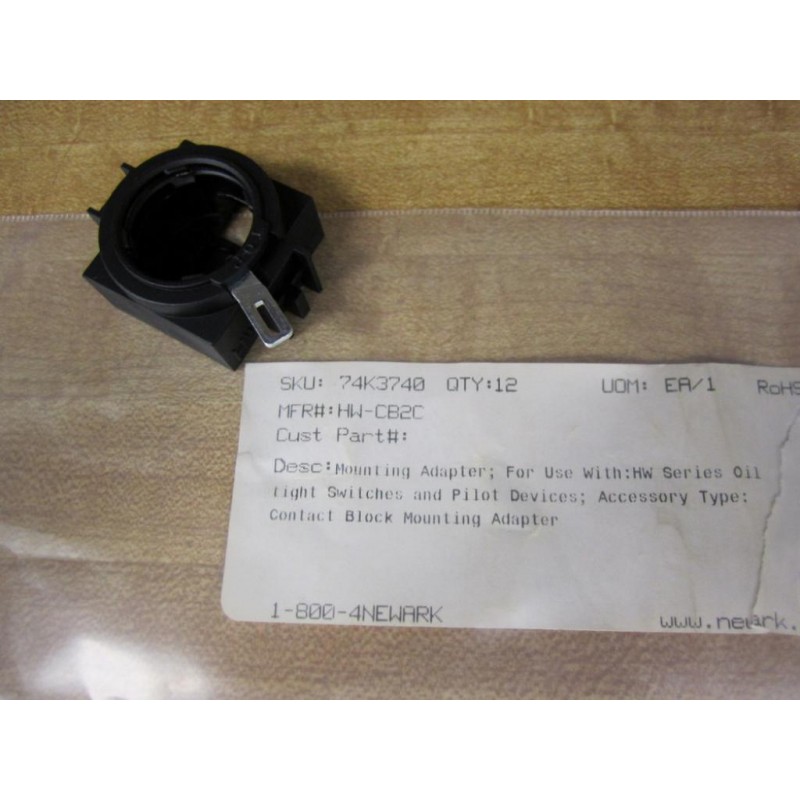 SKU: 74K3740 QTY:12 UOM: EA/1 RoHS
MFR#:HW-CB2C
Cust Part#:
Desc:Mounting Adapter; For Use With:HW Series Oil
tight Switches and Pilot Devices; Accessory Type:
Contact Block Mounting Adapter
1-800-4NEWARK www.newark.